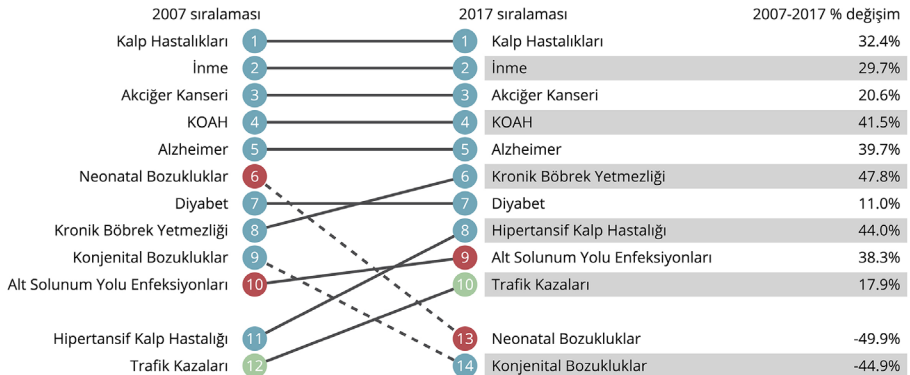 2007 sıralaması 2017 sıralaması 2007-2017 % değişim
Kalp Hastalıkları 1 1 Kalp Hastalıkları 32.4%
İnme 2 2 İnme 29.7%
Akciğer Kanseri 3 3 Akciğer Kanseri 20.6%
KOAH 4 4 KOAH 41.5%
Alzheimer 5 5 Alzheimer 39.7%
Neonatal Bozukluklar 6 6 Kronik Böbrek Yetmezliği 47.8%
Diyabet 7 7 Diyabet 11.0%
Kronik Böbrek Yetmezliği 8 8 Hipertansif Kalp Hastalığı 44.0%
Konjenital Bozukluklar 9 9 Alt Solunum Yolu Enfeksiyonları 38.3%
Alt Solunum Yolu Enfeksiyonları 10 10 Trafik Kazaları 17.9%
Hipertansif Kalp Hastalığı 11 13 Neonatal Bozukluklar -49.9%
Trafik Kazaları 12 14 Konjenital Bozukluklar -44.9%